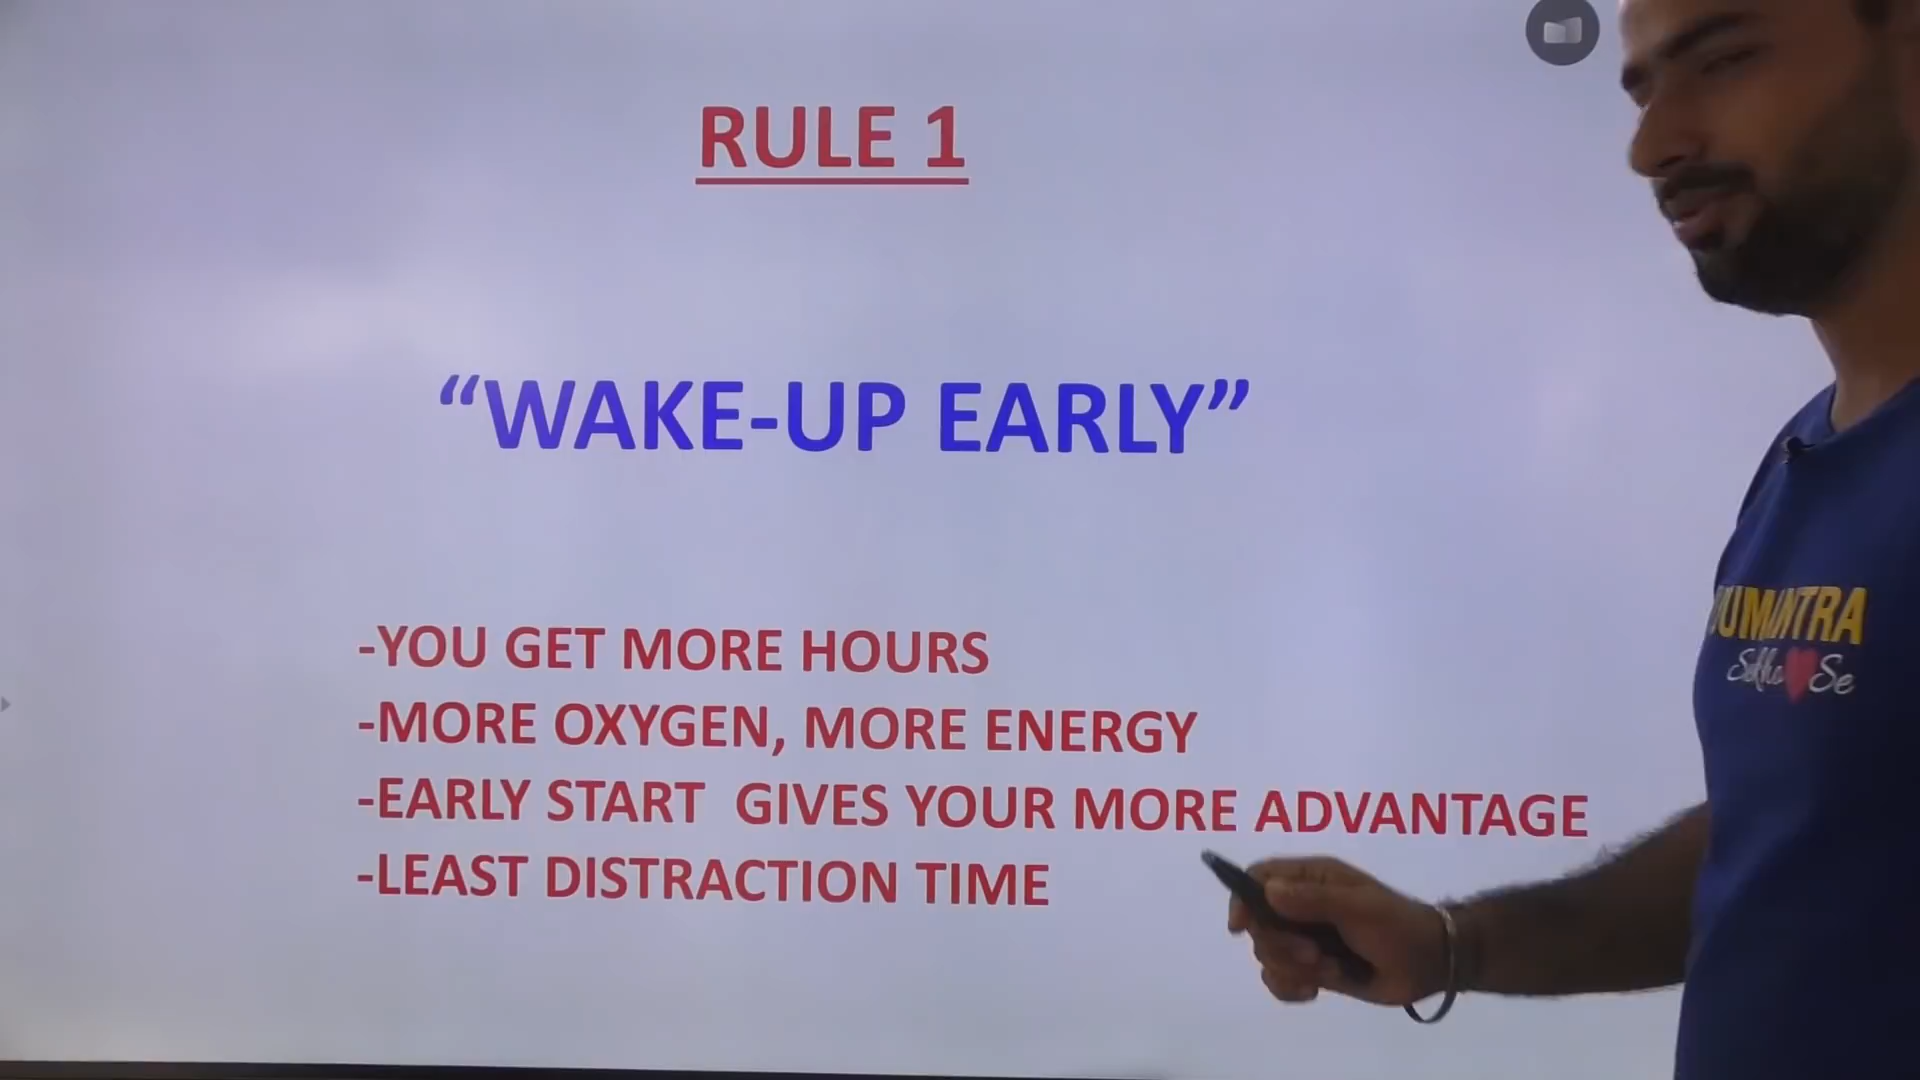 RULE 1
“WAKE-UP EARLY”
-YOU GET MORE HOURS
-MORE OXYGEN, MORE ENERGY
-EARLY START GIVES YOUR MORE ADVANTAGE
-LEAST DISTRACTION TIME
Se